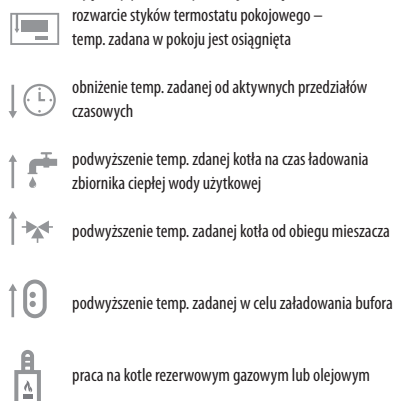 rozwarcie styków termostatu pokojowego –
temp. zadana w pokoju jest osiągnięta
obniżenie temp. zadanej od aktywnych przedziałów
czasowych
podwyższenie temp. zdanej kotła na czas ładowania
zbiornika ciepłej wody użytkowej
podwyższenie temp. zadanej kotła od obiegu mieszacza
podwyższenie temp. zadanej w celu załadowania bufora
praca na kotle rezerwowym gazowym lub olejowym